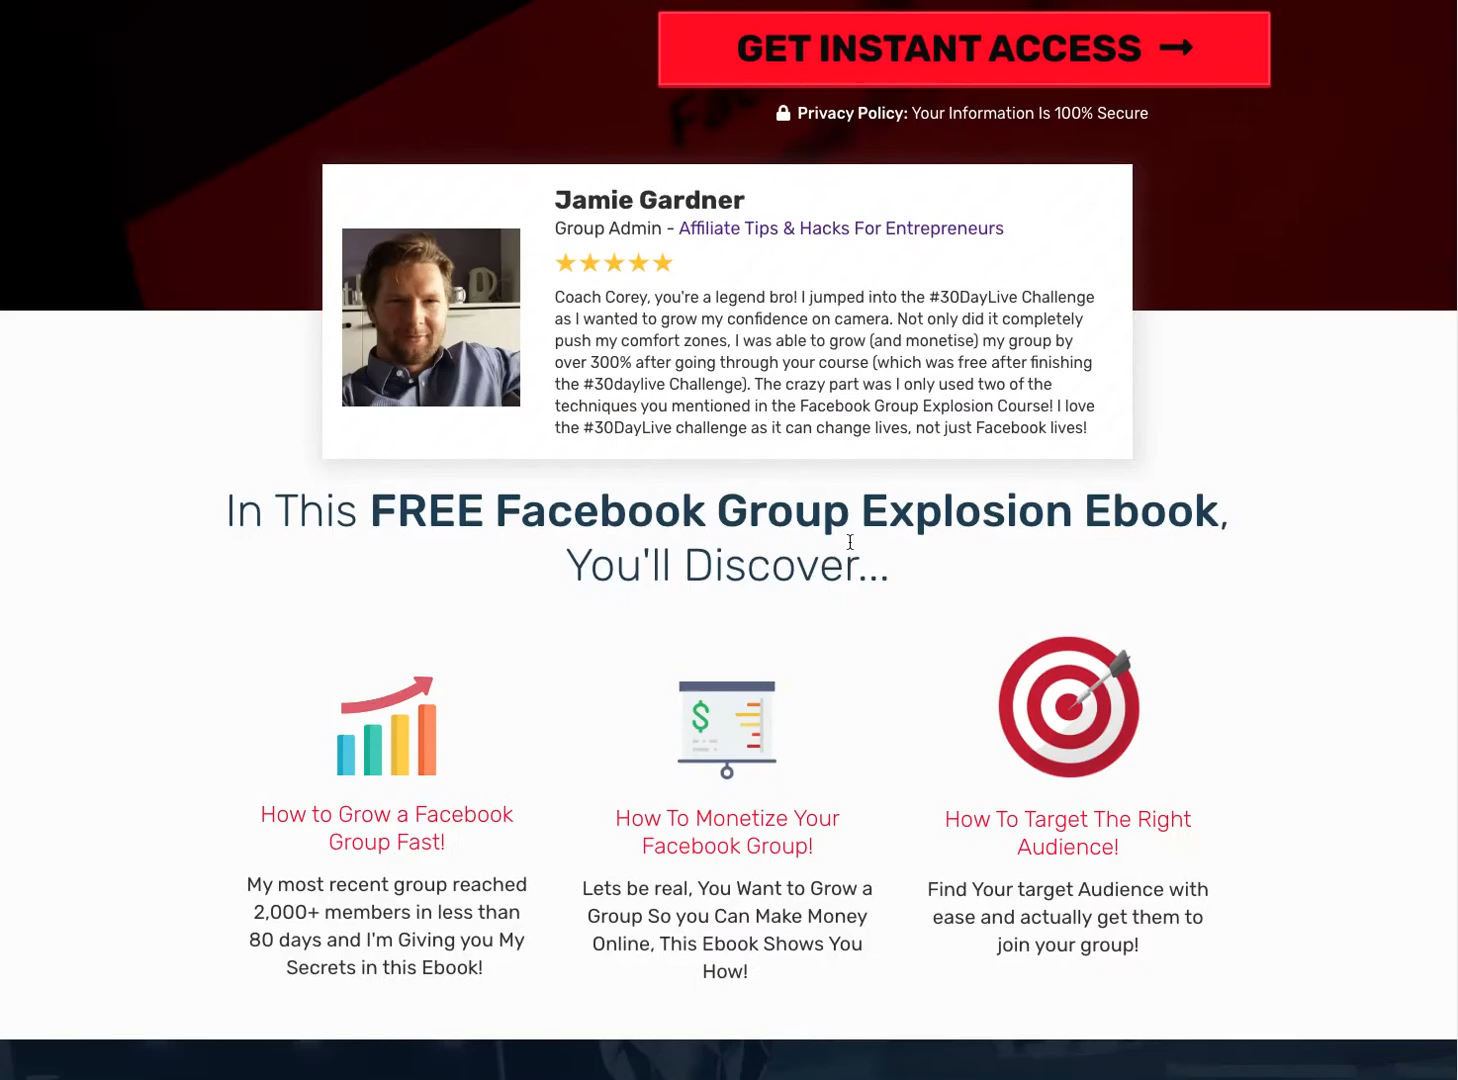 GET INSTANT ACCESS →
Privacy Policy: Your Information Is 100% Secure
Jamie Gardner
Group Admin - Affiliate Tips & Hacks For Entrepreneurs
Coach Corey, you're a legend bro! I jumped into the #30DayLive Challenge
as I wanted to grow my confidence on camera. Not only did it completely
push my comfort zones, I was able to grow (and monetise) my group by
over 300% after going through your course (which was free after finishing
the #30daylive Challenge). The crazy part was I only used two of the
techniques you mentioned in the Facebook Group Explosion Course! I love
the #30DayLive challenge as it can change lives, not just Facebook lives!
In This FREE Facebook Group Explosion Ebook,
You'll Discover...
How to Grow a Facebook
Group Fast!
My most recent group reached
2,000+ members in less than
80 days and I'm Giving you My
Secrets in this Ebook!
$
How To Monetize Your
Facebook Group!
Lets be real, You Want to Grow a
Group So you Can Make Money
Online, This Ebook Shows You
How!
How To Target The Right
Audience!
Find Your target Audience with
ease and actually get them to
join your group!